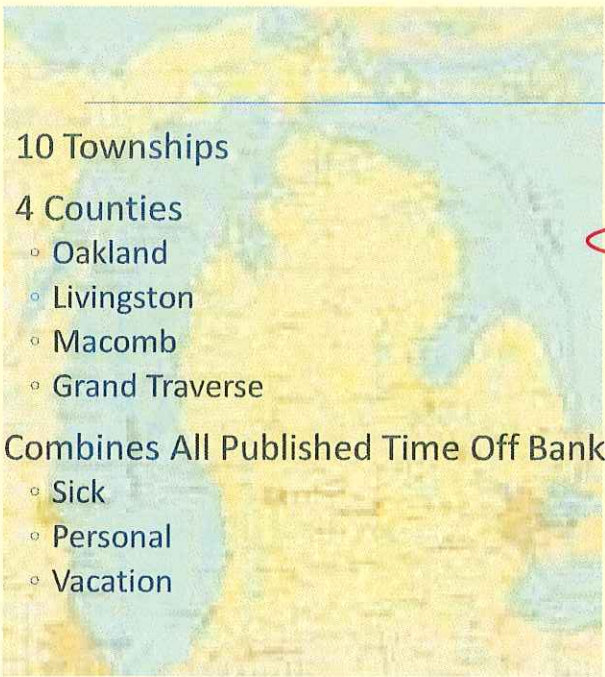 10 Townships
4 Counties
◦ Oakland
◦ Livingston
◦ Macomb
◦ Grand Traverse
Combines All Published Time Off Bank
◦ Sick
◦ Personal
◦ Vacation